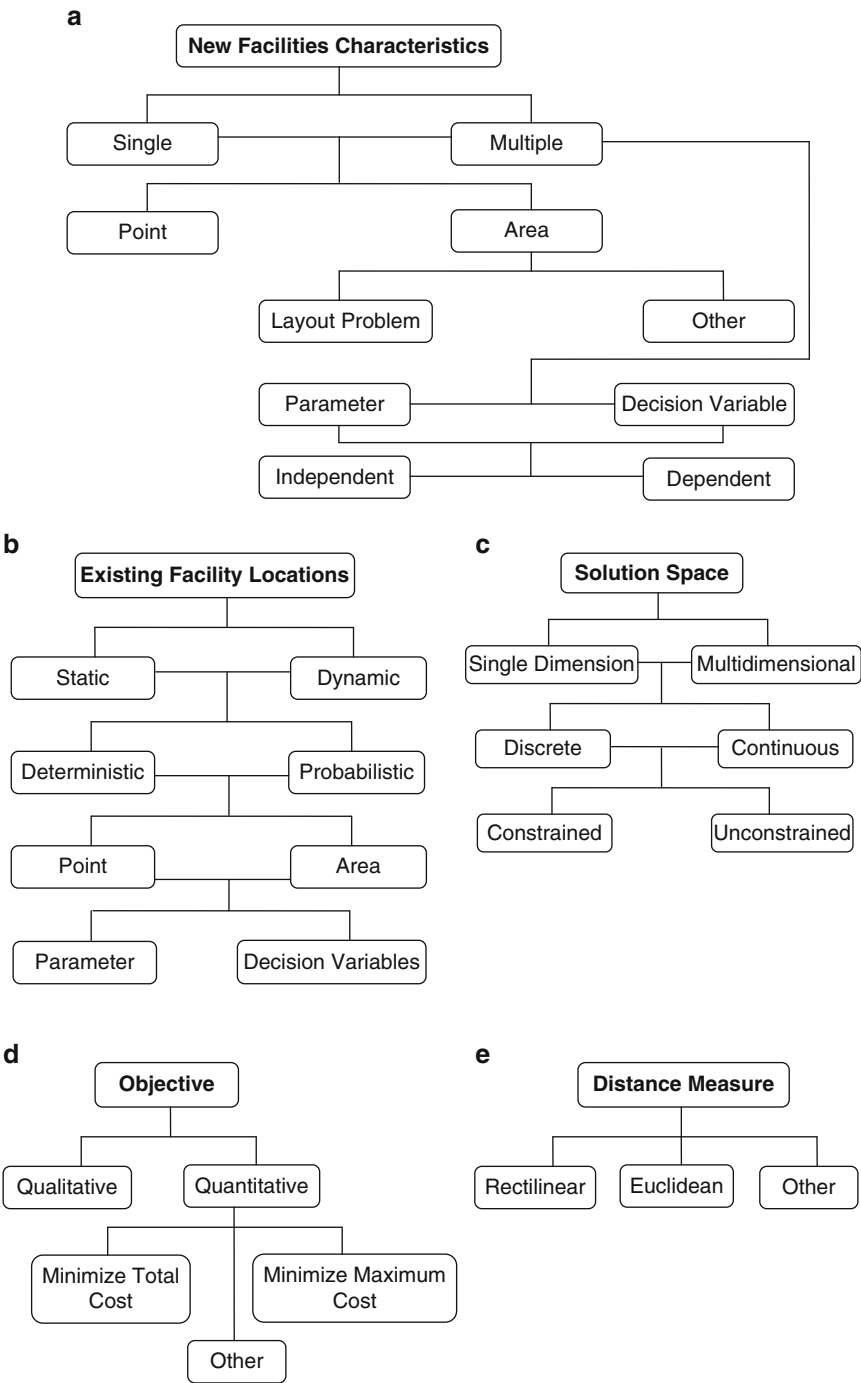 a
New Facilities Characteristics
Single
Multiple
Point
Area
Layout Problem
Other
Parameter
Decision Variable
Independent
Dependent
b
Existing Facility Locations
Static
Dynamic
Deterministic
Probabilistic
Point
Area
Parameter
Decision Variables
c
Solution Space
Single Dimension
Multidimensional
Discrete
Continuous
Constrained
Unconstrained
d
Objective
Qualitative
Quantitative
Minimize Total
Cost
Minimize Maximum
Cost
Other
e
Distance Measure
Rectilinear
Euclidean
Other